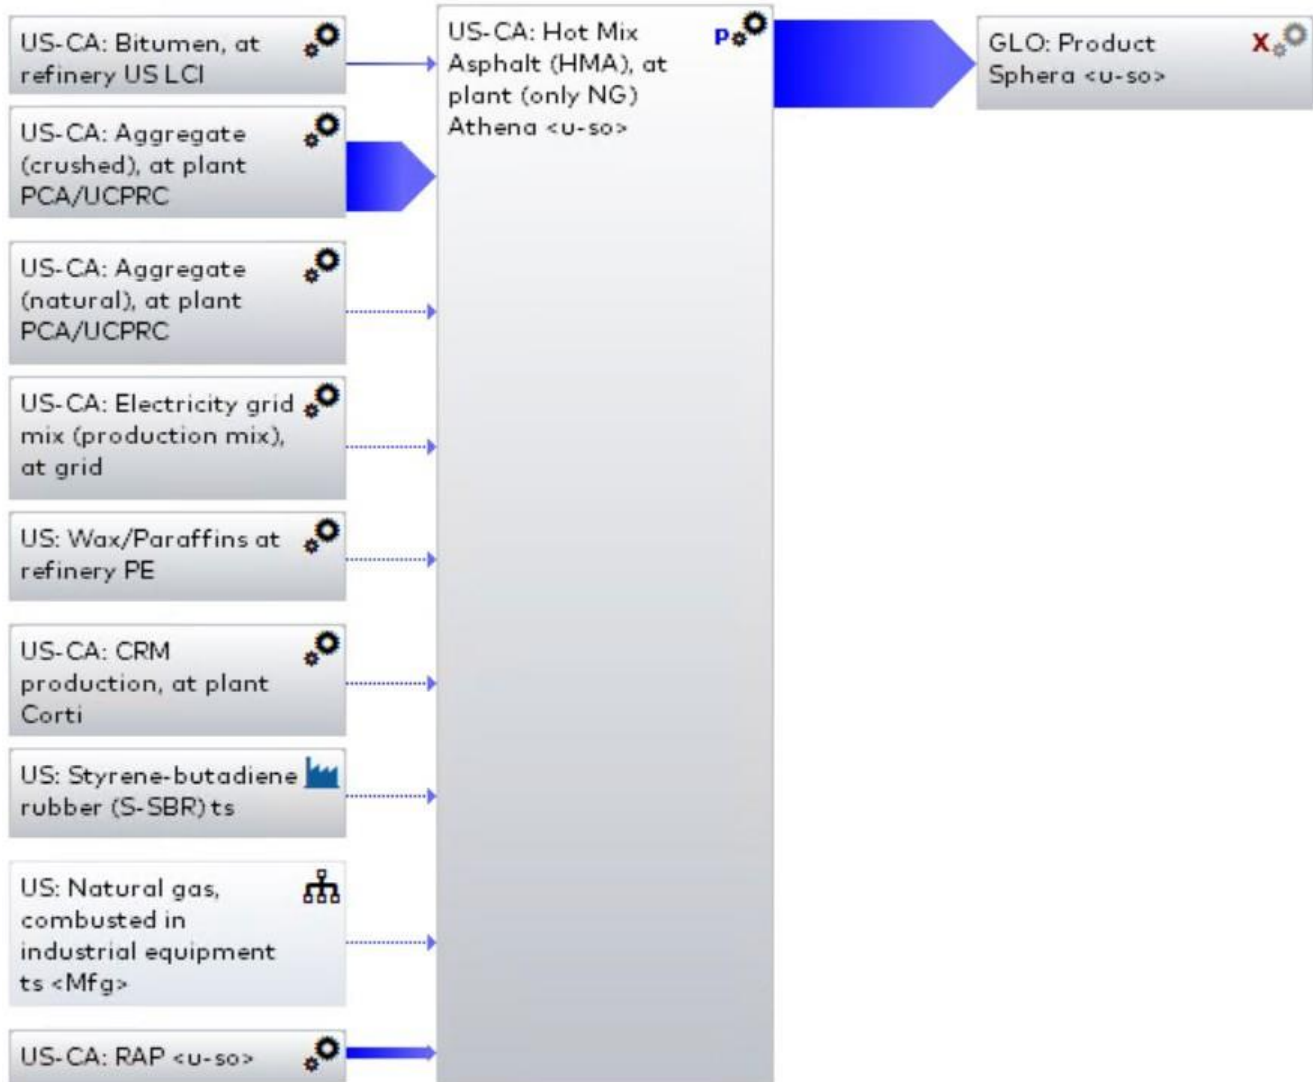 US-CA: Bitumen, at
refinery US LCI
US-CA: Aggregate
(crushed), at plant
PCA/UCPRC
US-CA: Aggregate
(natural), at plant
PCA/UCPRC
US-CA: Electricity grid
mix (production mix),
at grid
US: Wax/Paraffins at
refinery PE
US-CA: CRM
production, at plant
Corti
US: Styrene-butadiene
rubber (S-SBR) ts
US: Natural gas,
combusted in
industrial equipment
ts <Mfg>
US-CA: RAP <u-so>
US-CA: Hot Mix
Asphalt (HMA), at
plant (only NG)
Athena <u-so>
p
GLO: Product
Sphera <u-so>
X